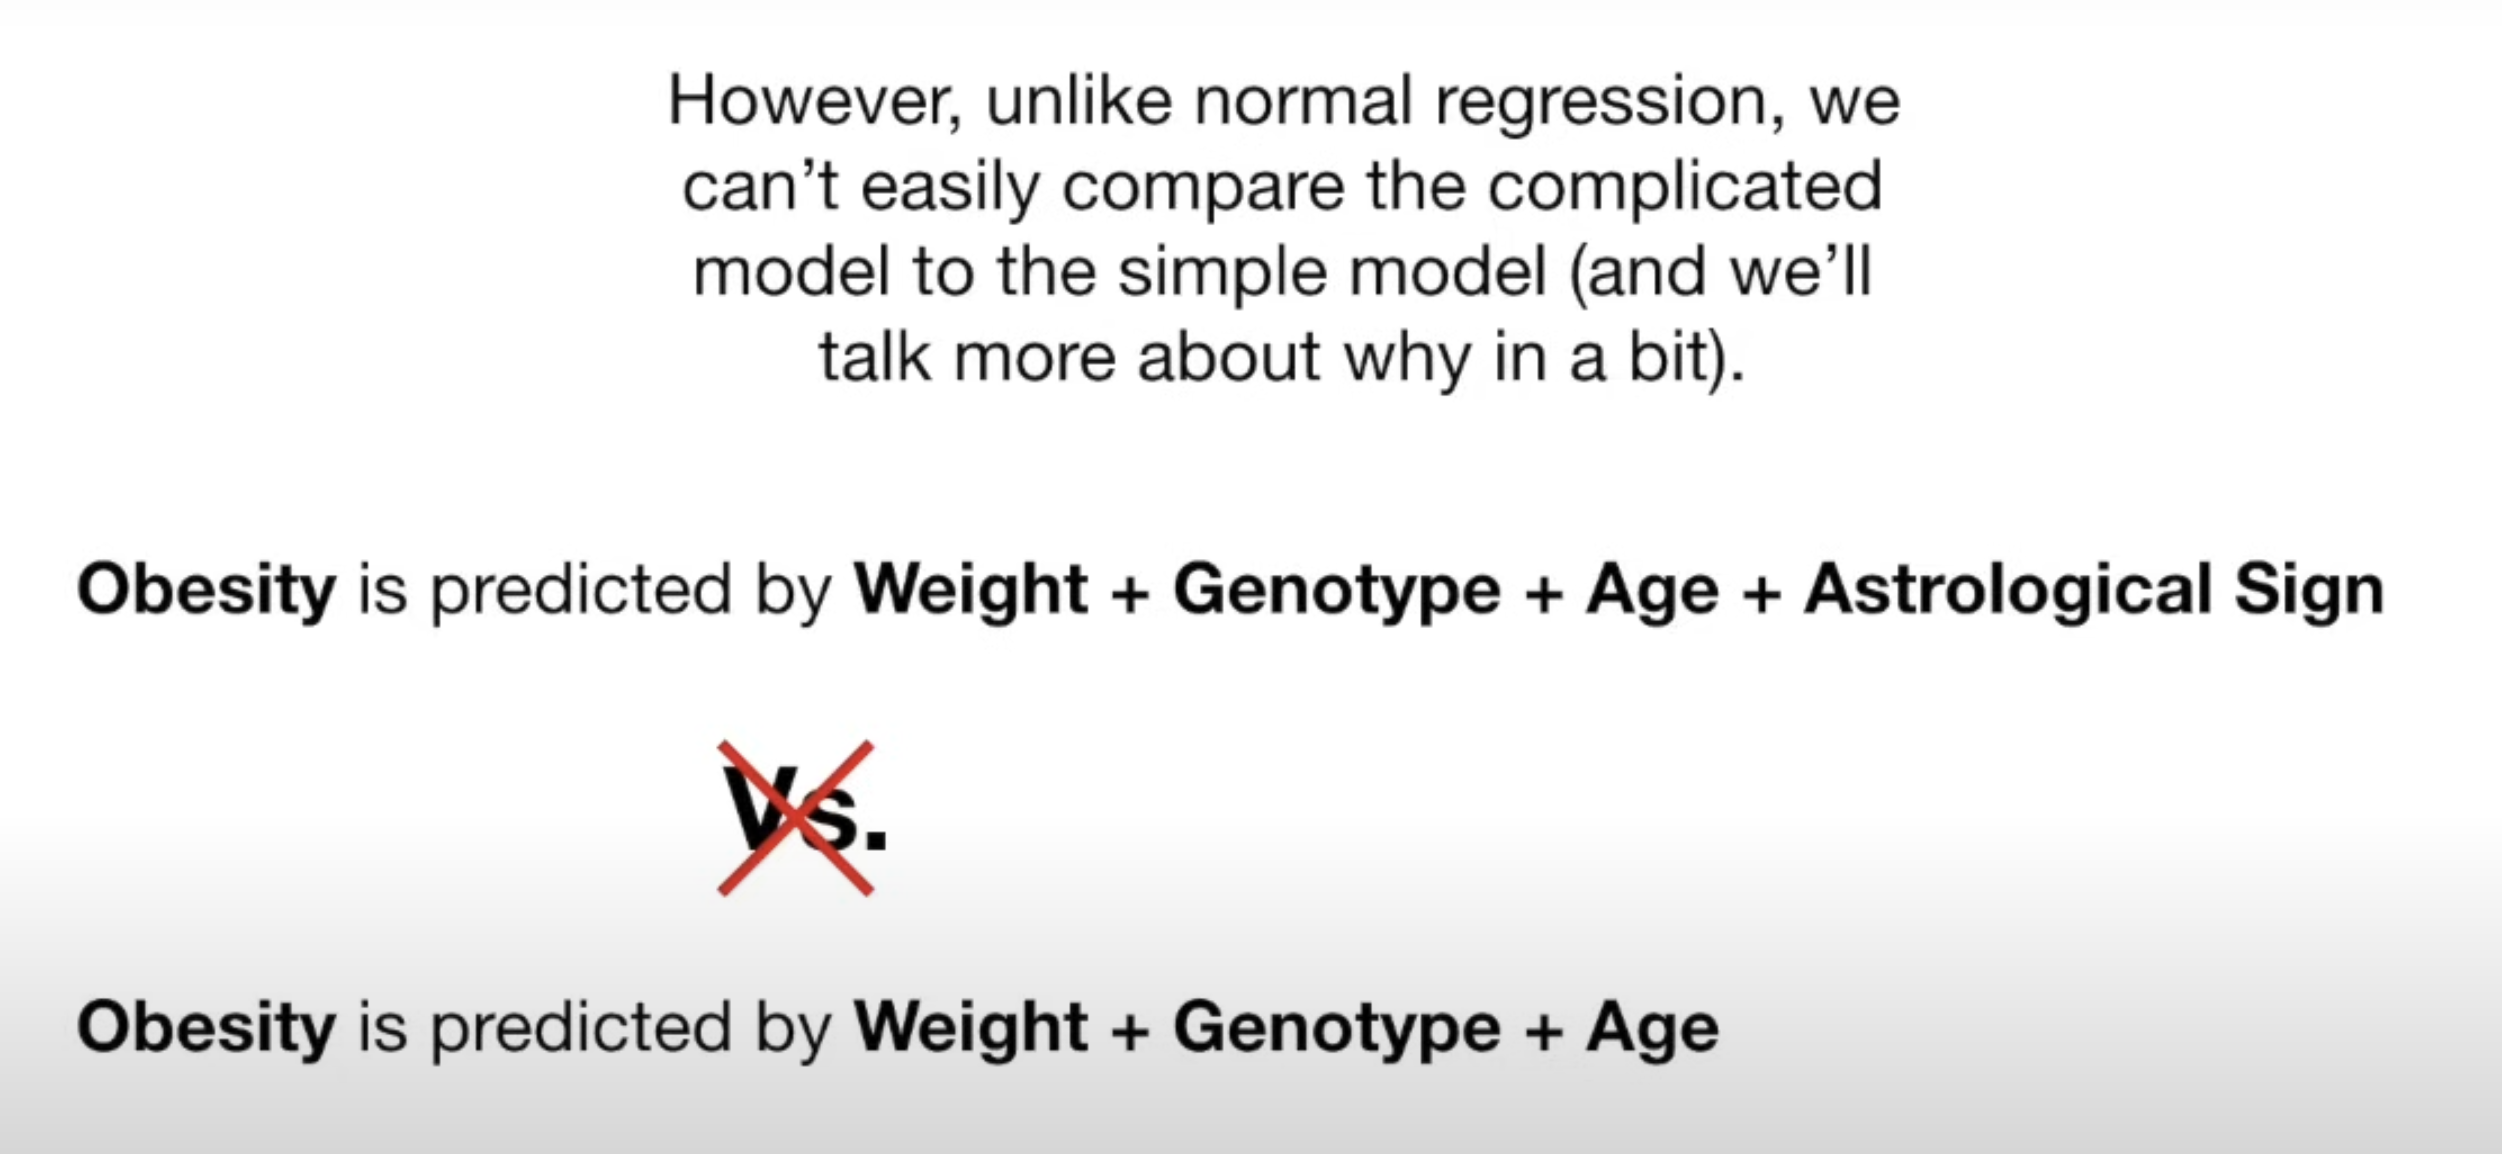 However, unlike normal regression, we
can’t easily compare the complicated
model to the simple model (and we’ll
talk more about why in a bit).
Obesity is predicted by Weight + Genotype + Age + Astrological Sign
Vs.
Obesity is predicted by Weight + Genotype + Age